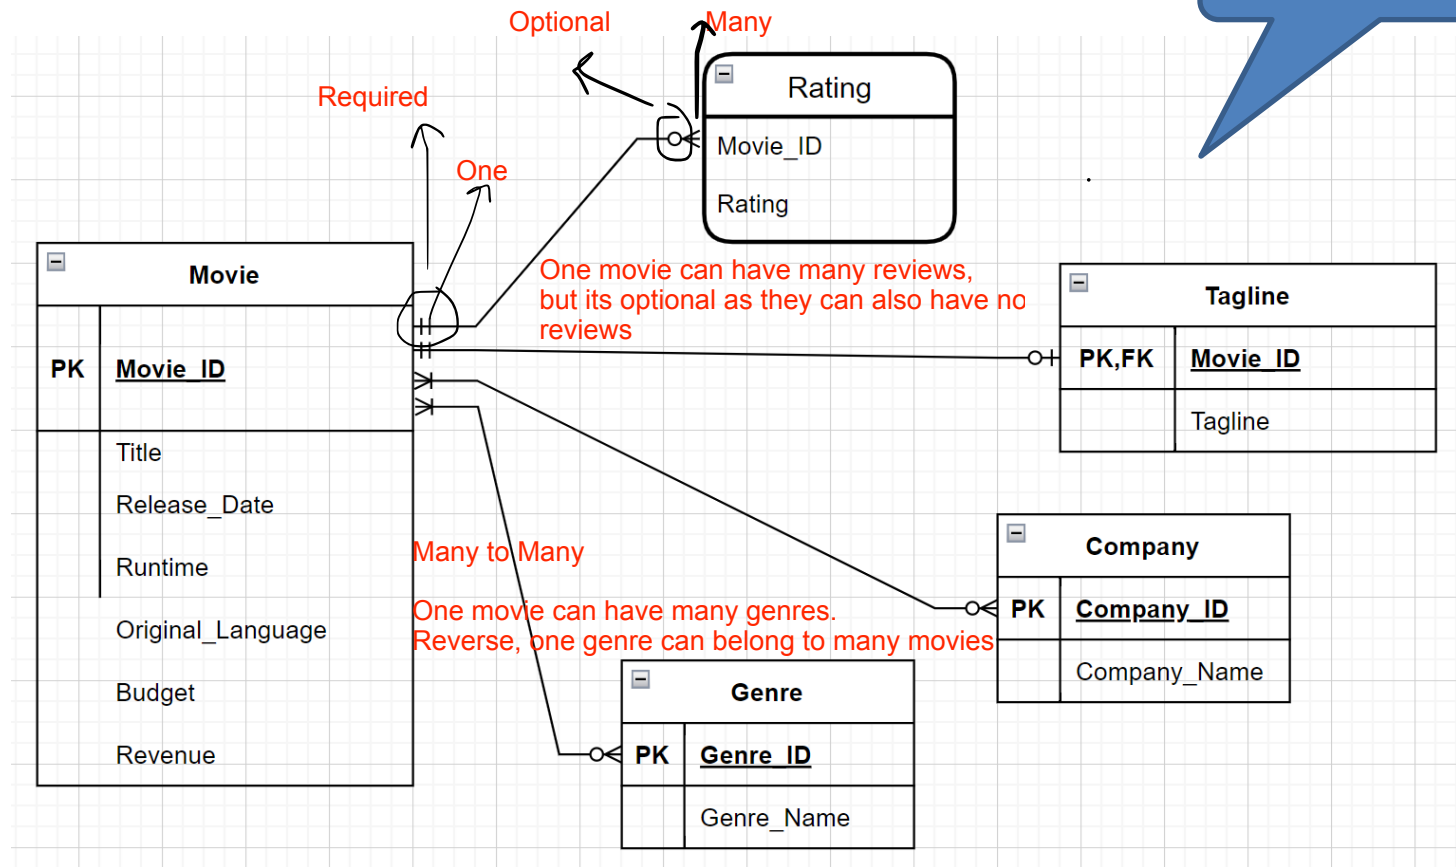 Optional
Many
Required
One
Rating
Movie_ID
Rating
One movie can have many reviews,
but its optional as they can also have no
reviews
Movie
PK Movie_ID
Title
Release_Date
Runtime
Original_Language
Budget
Revenue
Tagline
PK,FK Movie_ID
Tagline
Many to Many
One movie can have many genres.
Reverse, one genre can belong to many movies
Company
PK Company_ID
Company_Name
Genre
PK Genre_ID
Genre_Name